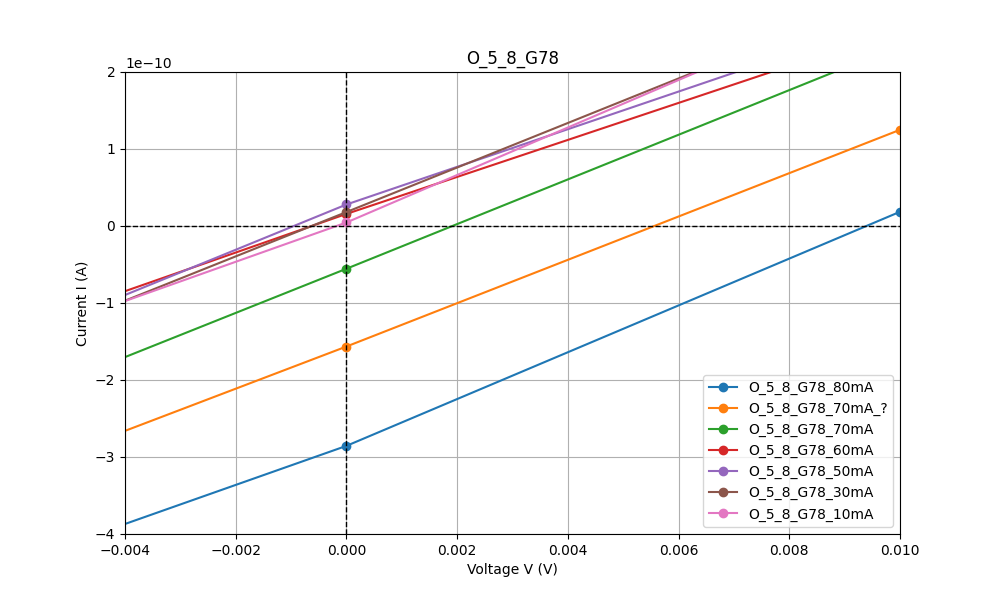 O_5_8_G78
1e−10
2
1
0
−1
−2
−3
−4
Current I (A)
−0.004
−0.002
0.000
0.002
0.004
0.006
0.008
0.010
Voltage V (V)
O_5_8_G78_80mA
O_5_8_G78_70mA_?
O_5_8_G78_70mA
O_5_8_G78_60mA
O_5_8_G78_50mA
O_5_8_G78_30mA
O_5_8_G78_10mA